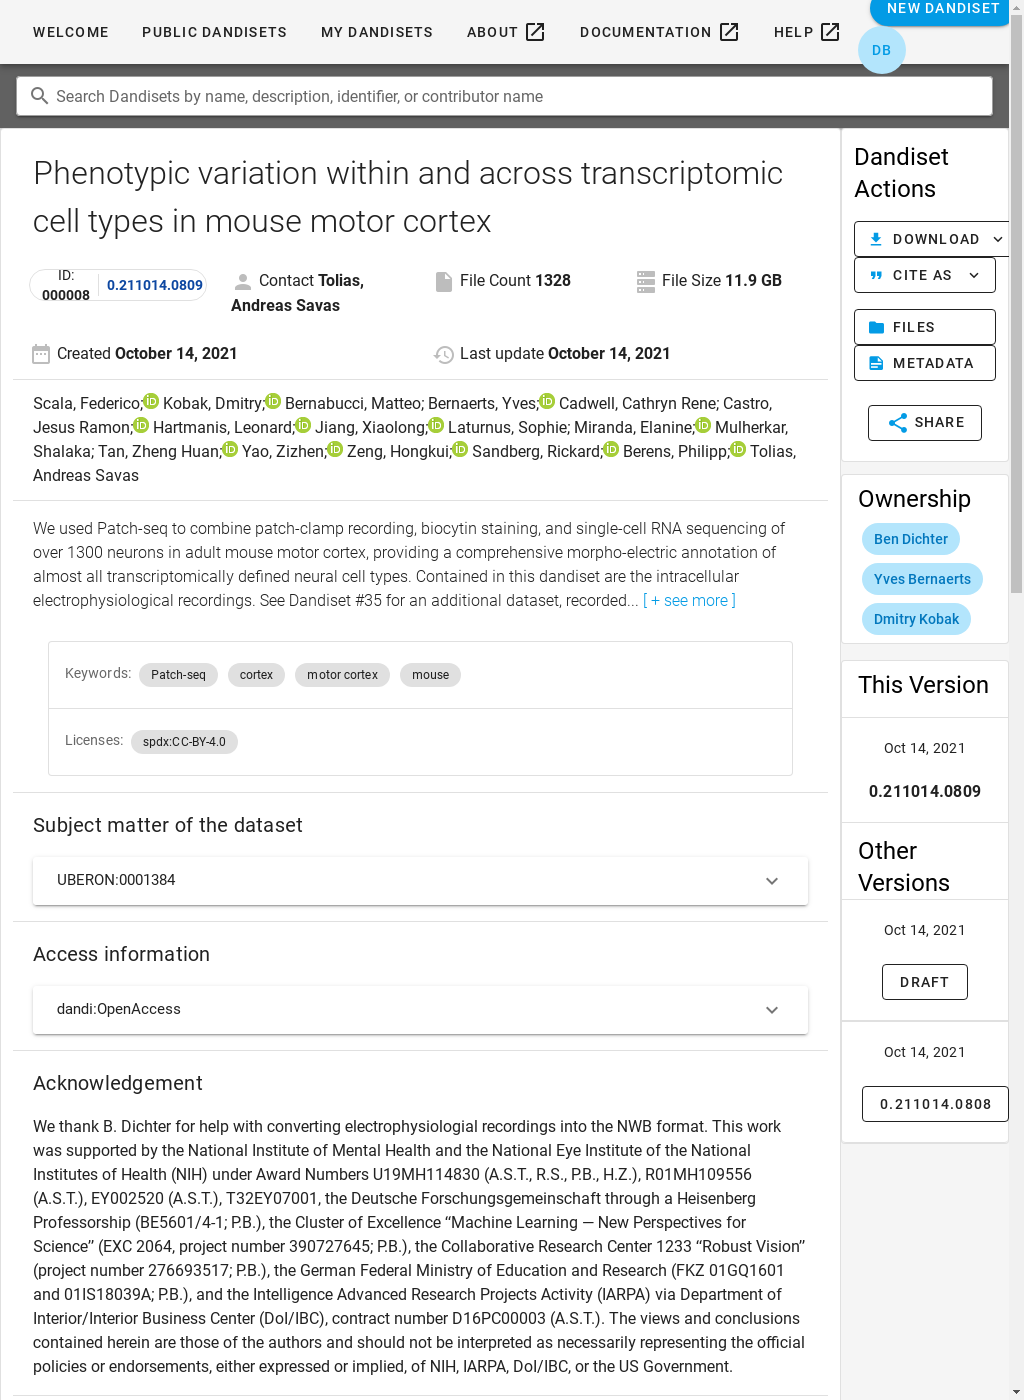 WELCOME PUBLIC DANDISETS MY DANDISETS ABOUT DOCUMENTATION HELP NEW DANDISET
DB
Search Dandisets by name, description, identifier, or contributor name
Phenotypic variation within and across transcriptomic
cell types in mouse motor cortex
ID:
000008
0.211014.0809
Contact Tolias,
Andreas Savas
File Count 1328
File Size 11.9 GB
Created October 14, 2021
Last update October 14, 2021
Scala, Federico; Kobak, Dmitry; Bernabucci, Matteo; Bernaerts, Yves; Cadwell, Cathryn Rene; Castro,
Jesus Ramon; Hartmanis, Leonard; Jiang, Xiaolong; Laturnus, Sophie; Miranda, Elanine; Mulherkar,
Shalaka; Tan, Zheng Huan; Yao, Zizhen; Zeng, Hongkui; Sandberg, Rickard; Berens, Philipp; Tolias,
Andreas Savas
We used Patch-seq to combine patch-clamp recording, biocytin staining, and single-cell RNA sequencing of
over 1300 neurons in adult mouse motor cortex, providing a comprehensive morpho-electric annotation of
almost all transcriptomically defined neural cell types. Contained in this dandiset are the intracellular
electrophysiological recordings. See Dandiset #35 for an additional dataset, recorded... [ + see more ]
Keywords: Patch-seq cortex motor cortex mouse
Licenses: spdx:CC-BY-4.0
Subject matter of the dataset
UBERON:0001384
Access information
dandi:OpenAccess
Acknowledgement
We thank B. Dichter for help with converting electrophysiologial recordings into the NWB format. This work
was supported by the National Institute of Mental Health and the National Eye Institute of the National
Institutes of Health (NIH) under Award Numbers U19MH114830 (A.S.T., R.S., P.B., H.Z.), R01MH109556
(A.S.T.), EY002520 (A.S.T.), T32EY07001, the Deutsche Forschungsgemeinschaft through a Heisenberg
Professorship (BE5601/4-1; P.B.), the Cluster of Excellence “Machine Learning — New Perspectives for
Science” (EXC 2064, project number 390727645; P.B.), the Collaborative Research Center 1233 “Robust Vision”
(project number 276693517; P.B.), the German Federal Ministry of Education and Research (FKZ 01GQ1601
and 01IS18039A; P.B.), and the Intelligence Advanced Research Projects Activity (IARPA) via Department of
Interior/Interior Business Center (DoI/IBC), contract number D16PC00003 (A.S.T.). The views and conclusions
contained herein are those of the authors and should not be interpreted as necessarily representing the official
policies or endorsements, either expressed or implied, of NIH, IARPA, DoI/IBC, or the US Government.
Dandiset
Actions
DOWNLOAD
CITE AS
FILES
METADATA
SHARE
Ownership
Ben Dichter
Yves Bernaerts
Dmitry Kobak
This Version
Oct 14, 2021
0.211014.0809
Other
Versions
Oct 14, 2021
DRAFT
Oct 14, 2021
0.211014.0808